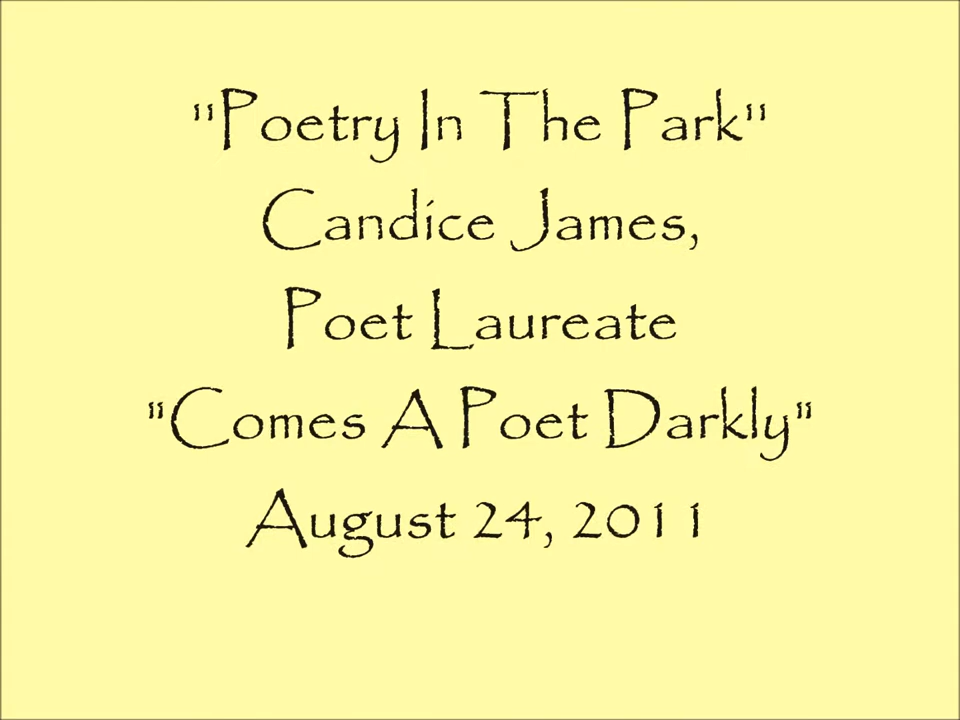 "Poetry In The Park"
Candice James,
Poet Laureate
"Comes A Poet Darkly"
August 24, 2011